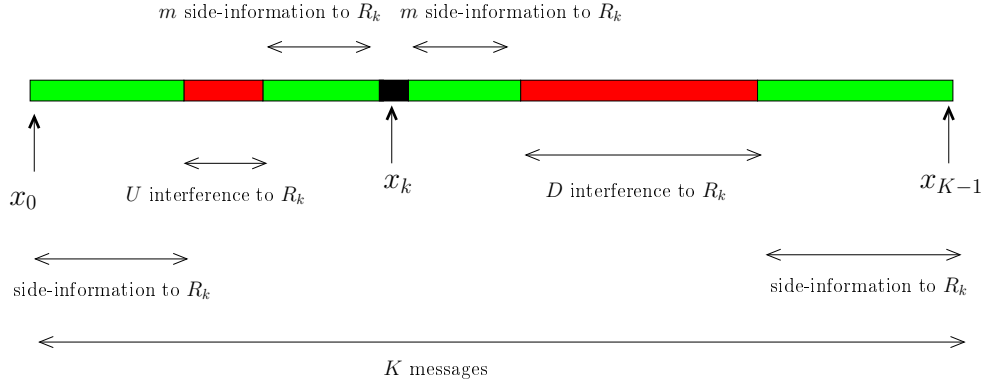 m side-information to R_k m side-information to R_k
x_0 U interference to R_k x_k D interference to R_k x_{K-1}
side-information to R_k side-information to R_k
K messages